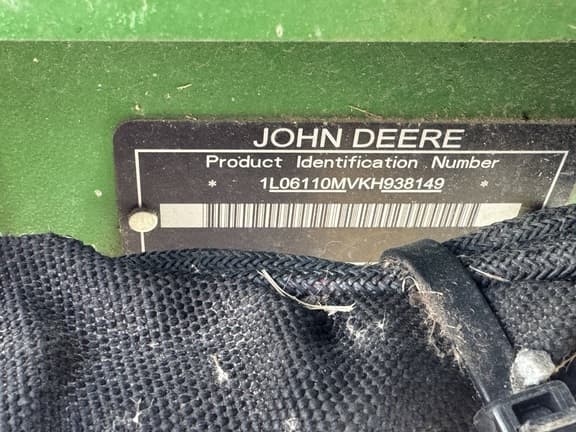 JOHN DEERE
Product Identification Number
* 1L06110MVKH938149 *